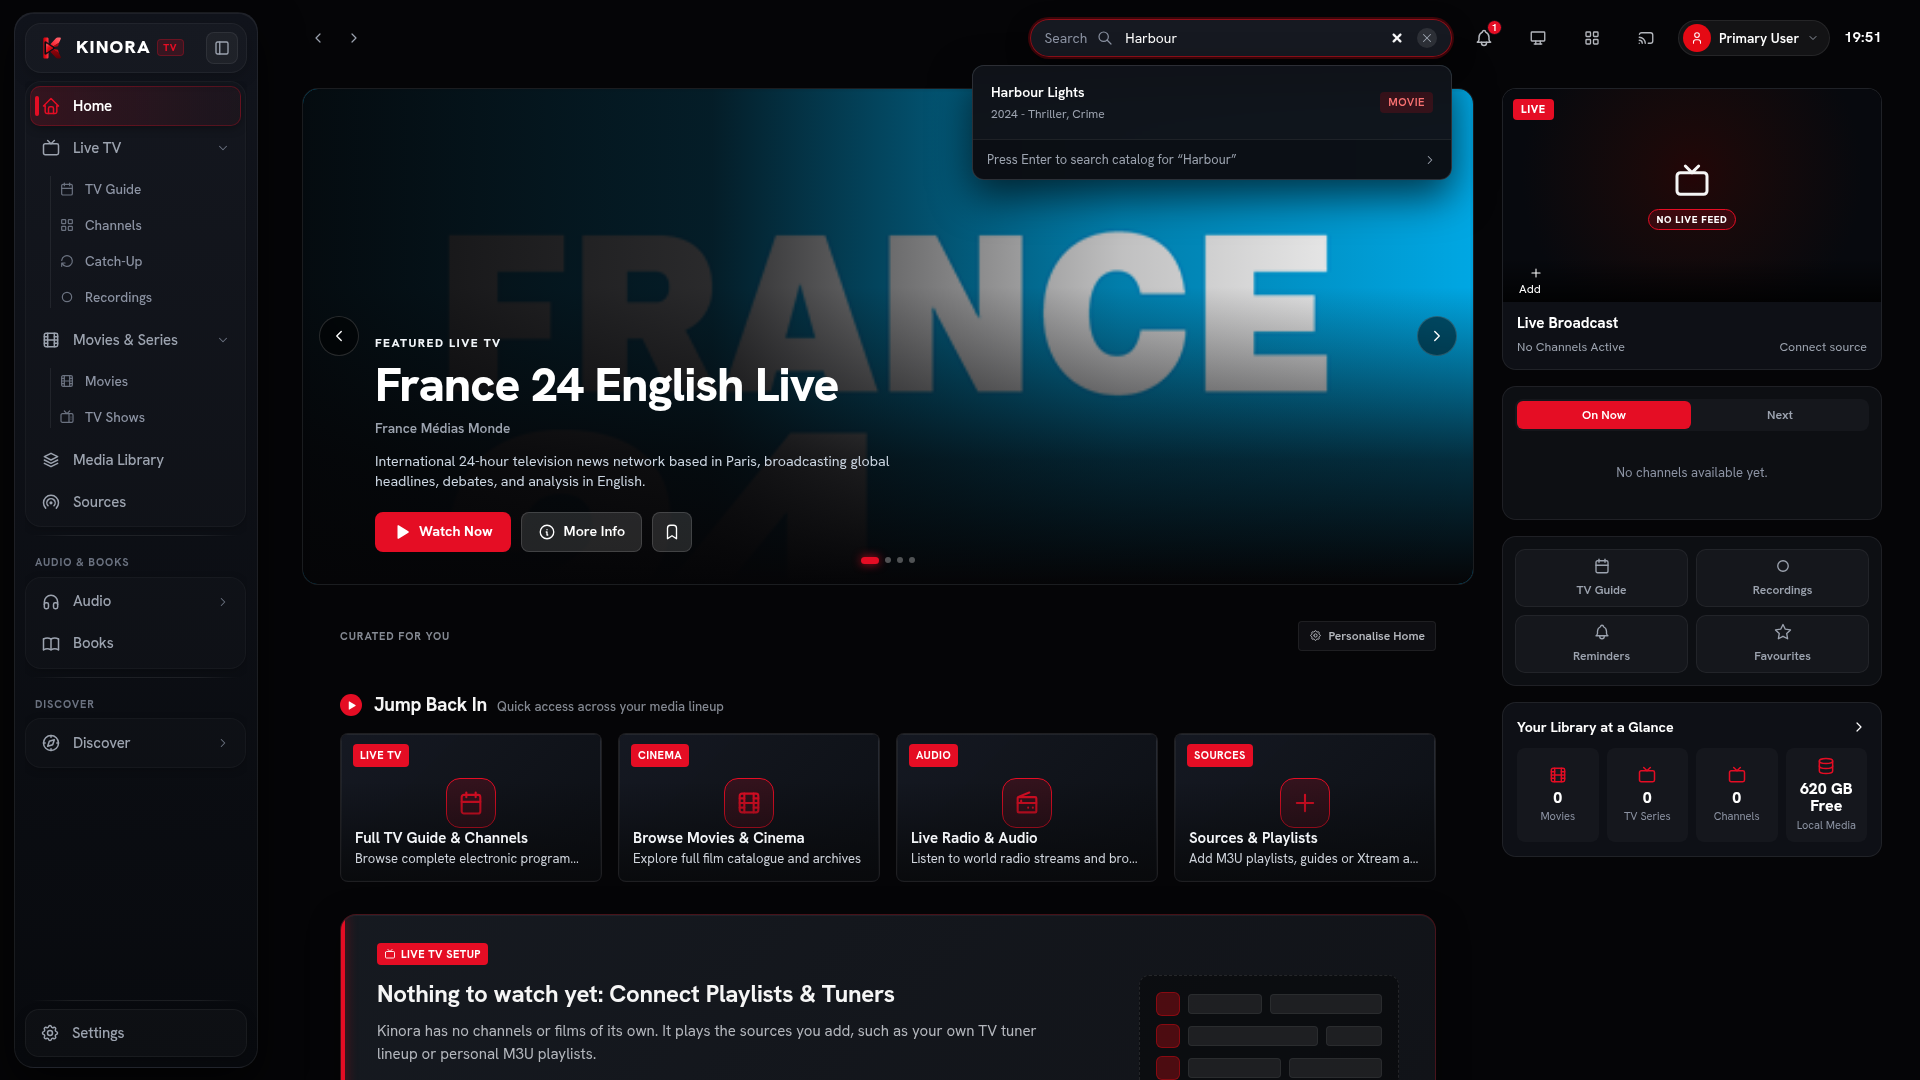 KINORA TV
Home
Live TV
TV Guide
Channels
Catch-Up
Recordings
Movies & Series
Movies
TV Shows
Media Library
Sources
AUDIO & BOOKS
Audio
Books
DISCOVER
Discover
Settings
Search Harbour
1
Primary User
19:51
Harbour Lights
2024 - Thriller, Crime
MOVIE
Press Enter to search catalog for “Harbour”
FRANCE
24
FEATURED LIVE TV
France 24 English Live
France Médias Monde
International 24-hour television news network based in Paris, broadcasting global
headlines, debates, and analysis in English.
Watch Now
More Info
CURATED FOR YOU
Personalise Home
Jump Back In Quick access across your media lineup
LIVE TV
Full TV Guide & Channels
Browse complete electronic program...
CINEMA
Browse Movies & Cinema
Explore full film catalogue and archives
AUDIO
Live Radio & Audio
Listen to world radio streams and bro...
SOURCES
Sources & Playlists
Add M3U playlists, guides or Xtream a...
LIVE TV SETUP
Nothing to watch yet: Connect Playlists & Tuners
Kinora has no channels or films of its own. It plays the sources you add, such as your own TV tuner
lineup or personal M3U playlists.
LIVE
NO LIVE FEED
Add
Live Broadcast
No Channels Active
Connect source
On Now
Next
No channels available yet.
TV Guide
Recordings
Reminders
Favourites
Your Library at a Glance
0
Movies
0
TV Series
0
Channels
620 GB
Free
Local Media